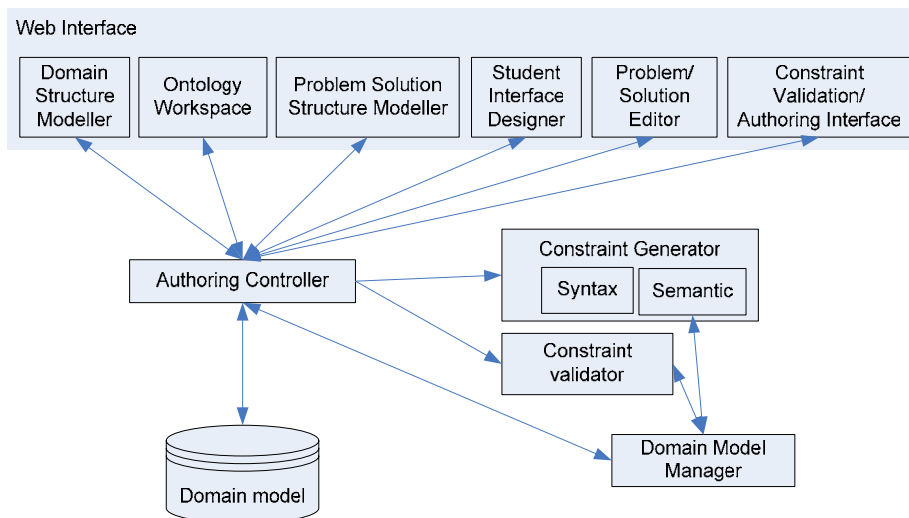 Web Interface
Domain
Structure
Modeller
Ontology
Workspace
Problem Solution
Structure Modeller
Student
Interface
Designer
Problem/
Solution
Editor
Constraint
Validation/
Authoring Interface
Authoring Controller
Constraint Generator
Syntax
Semantic
Constraint
validator
Domain Model
Manager
Domain model